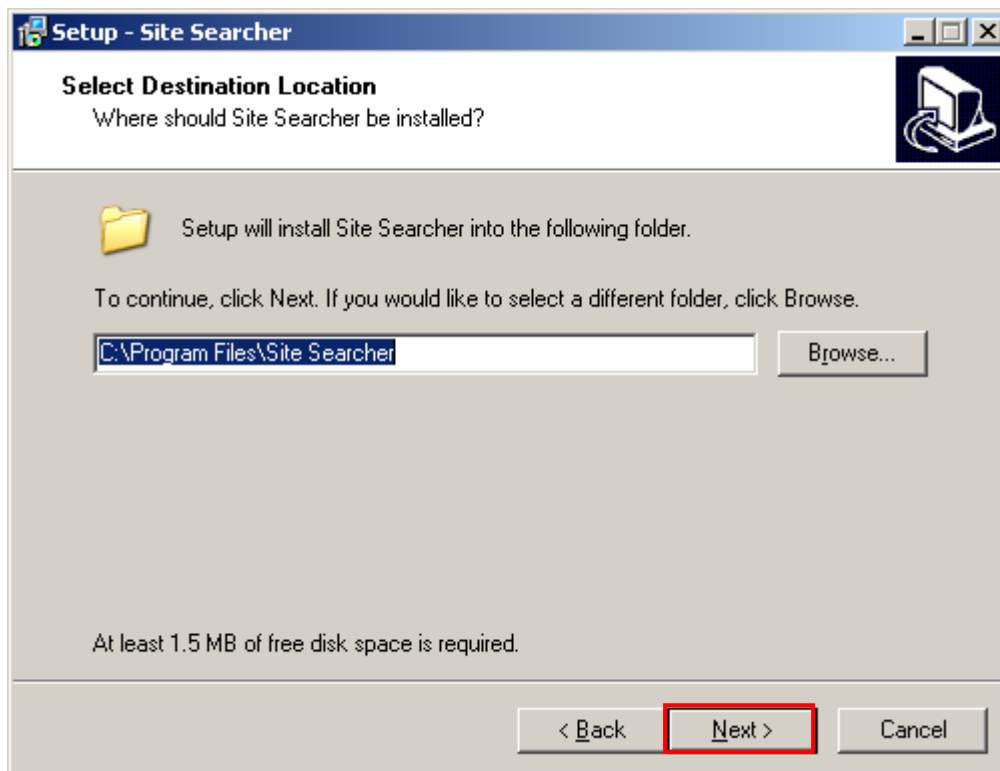 Setup - Site Searcher
Select Destination Location
Where should Site Searcher be installed?
Setup will install Site Searcher into the following folder.
To continue, click Next. If you would like to select a different folder, click Browse.
C:\Program Files\Site Searcher
Browse...
At least 1.5 MB of free disk space is required.
< Back
Next >
Cancel